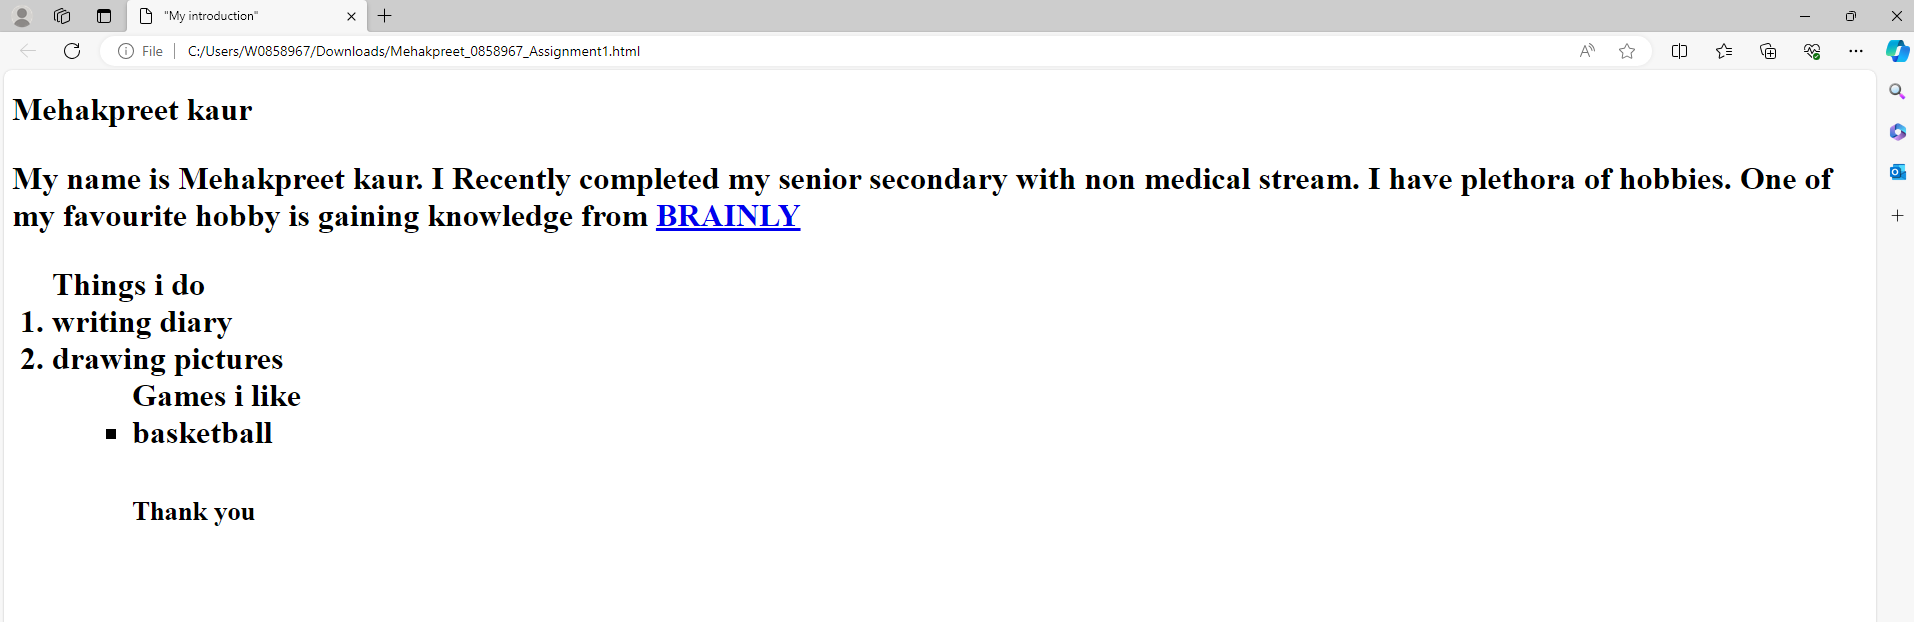 "My introduction"
File
C:/Users/W0858967/Downloads/Mehakpreet_0858967_Assignment1.html
Mehakpreet kaur
My name is Mehakpreet kaur. I Recently completed my senior secondary with non medical stream. I have plethora of hobbies. One of
my favourite hobby is gaining knowledge from BRAINLY
Things i do
1. writing diary
2. drawing pictures
Games i like
▪ basketball
Thank you